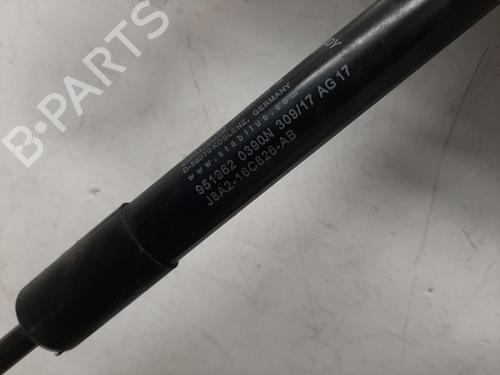 B-PARTS
D-56070 KOBLENZ, GERMANY
www.stabilus.com
951362 0390N 309/17 AG 17
J8A2-16C826-AB